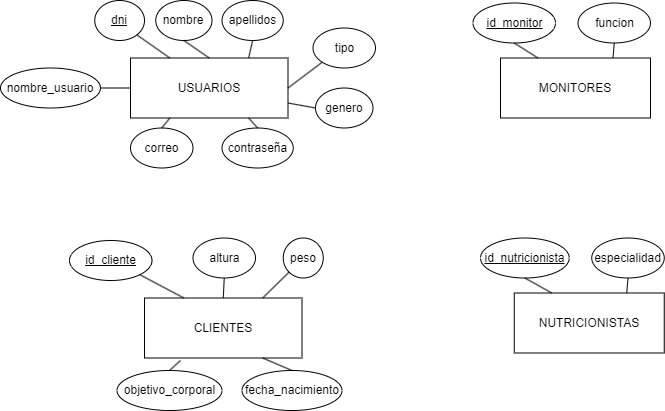 dni
nombre
apellidos
id_monitor
funcion
tipo
nombre_usuario
USUARIOS
MONITORES
genero
correo
contraseña
id_cliente
altura
peso
id_nutricionista
especialidad
CLIENTES
NUTRICIONISTAS
objetivo_corporal
fecha_nacimiento